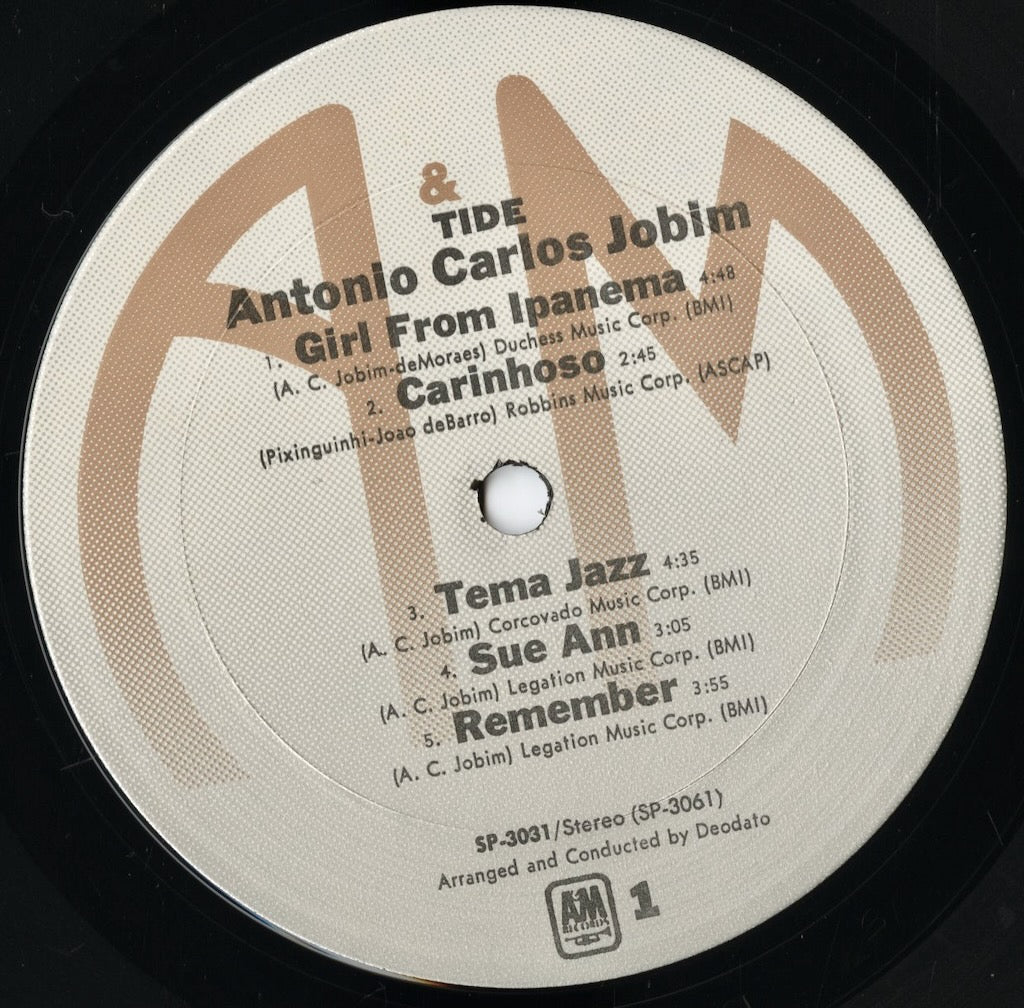 &
TIDE
Antonio Carlos Jobim
1. Girl From Ipanema 4:48
(A. C. Jobim-deMoraes) Duchess Music Corp. (BMI)
2. Carinhoso 2:45
(Pixinguinhi-Joao deBarro) Robbins Music Corp. (ASCAP)
3. Tema Jazz 4:35
(A. C. Jobim) Corcovado Music Corp. (BMI)
4. Sue Ann 3:05
(A. C. Jobim) Legation Music Corp. (BMI)
5. Remember 3:55
(A. C. Jobim) Legation Music Corp. (BMI)
SP-3031/Stereo (SP-3061)
Arranged and Conducted by Deodato
AM
RECORDS
1